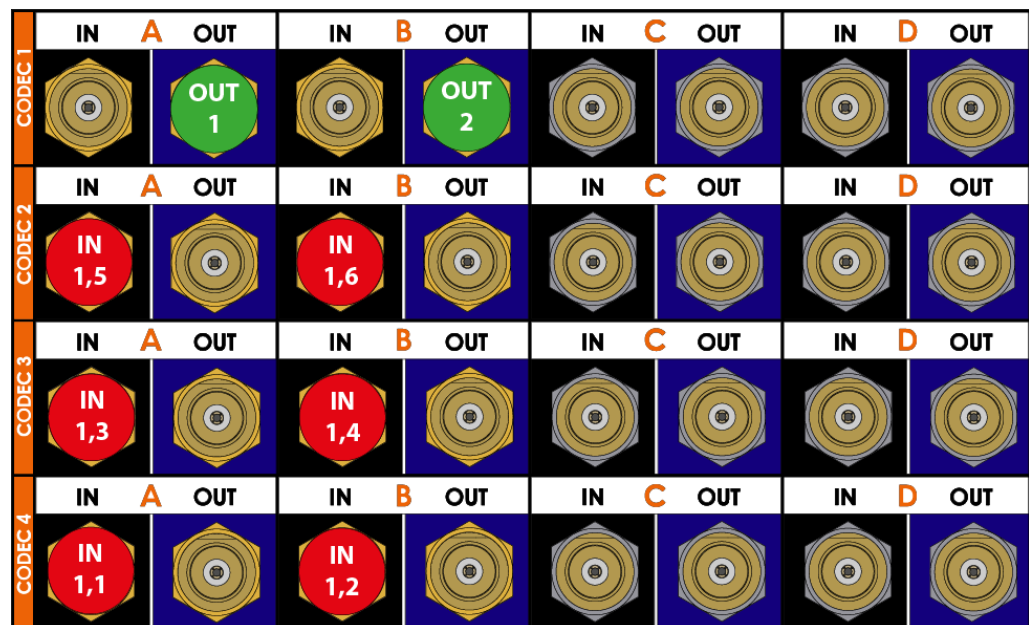 CODEC 1
IN A OUT IN B OUT IN C OUT IN D OUT
OUT
1
OUT
2
CODEC 2
IN A OUT IN B OUT IN C OUT IN D OUT
IN
1,5
IN
1,6
CODEC 3
IN A OUT IN B OUT IN C OUT IN D OUT
IN
1,3
IN
1,4
CODEC 4
IN A OUT IN B OUT IN C OUT IN D OUT
IN
1,1
IN
1,2